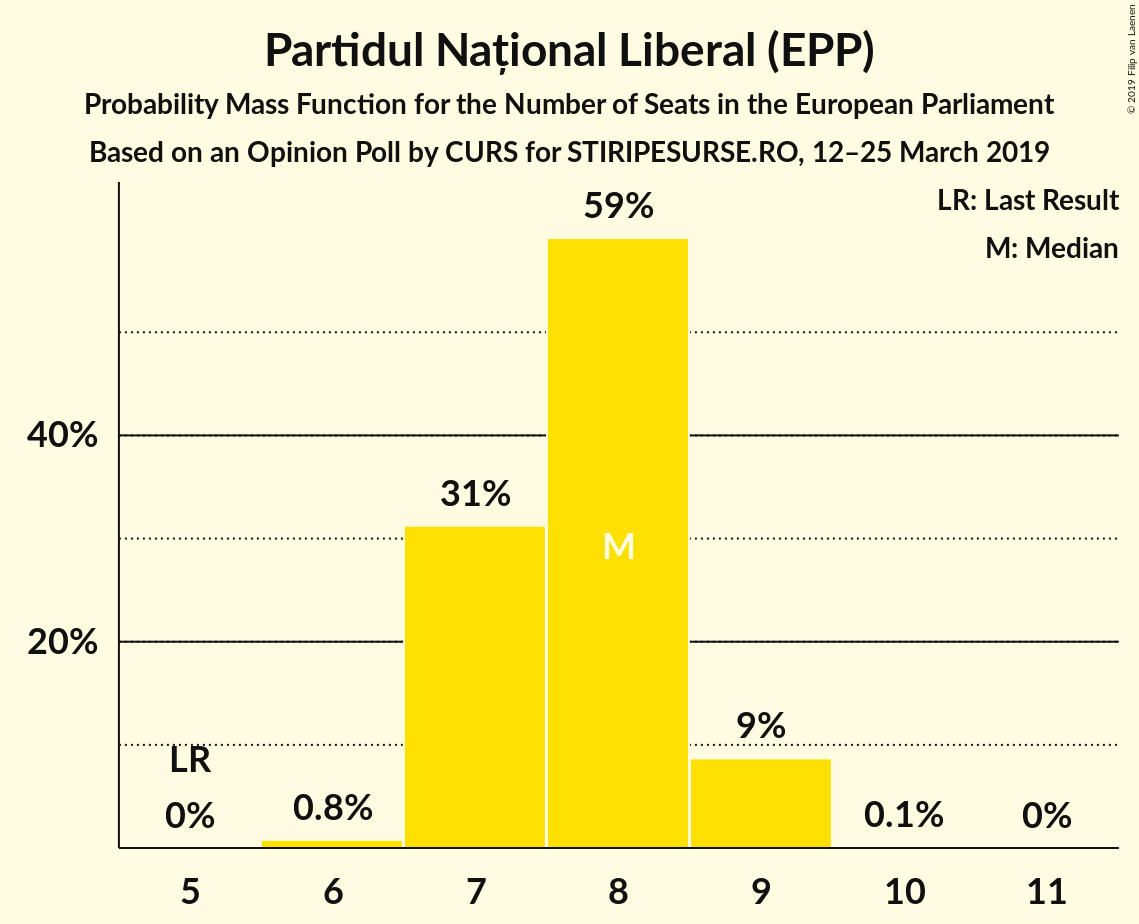 Partidul Național Liberal (EPP)
Probability Mass Function for the Number of Seats in the European Parliament
Based on an Opinion Poll by CURS for STIRIPESURSE.RO, 12–25 March 2019
© 2019 Filip van Laenen
LR: Last Result
M: Median
59%
40%
31%
M
20%
9%
LR
0%
0.8%
0.1%
0%
5 6 7 8 9 10 11